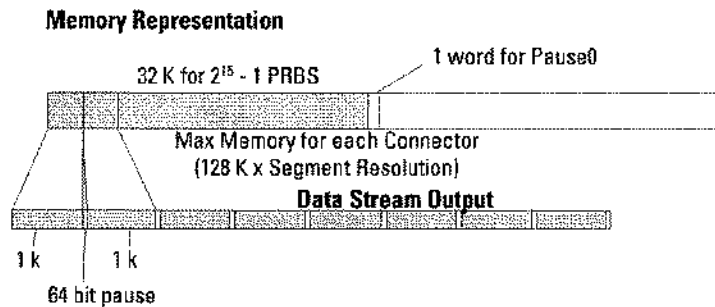 Memory Representation
1 word for Pause0
32 K for 2¹⁵ - 1 PRBS
Max Memory for each Connector
(128 K x Segment Resolution)
Data Stream Output
1 k
1 k
64 bit pause